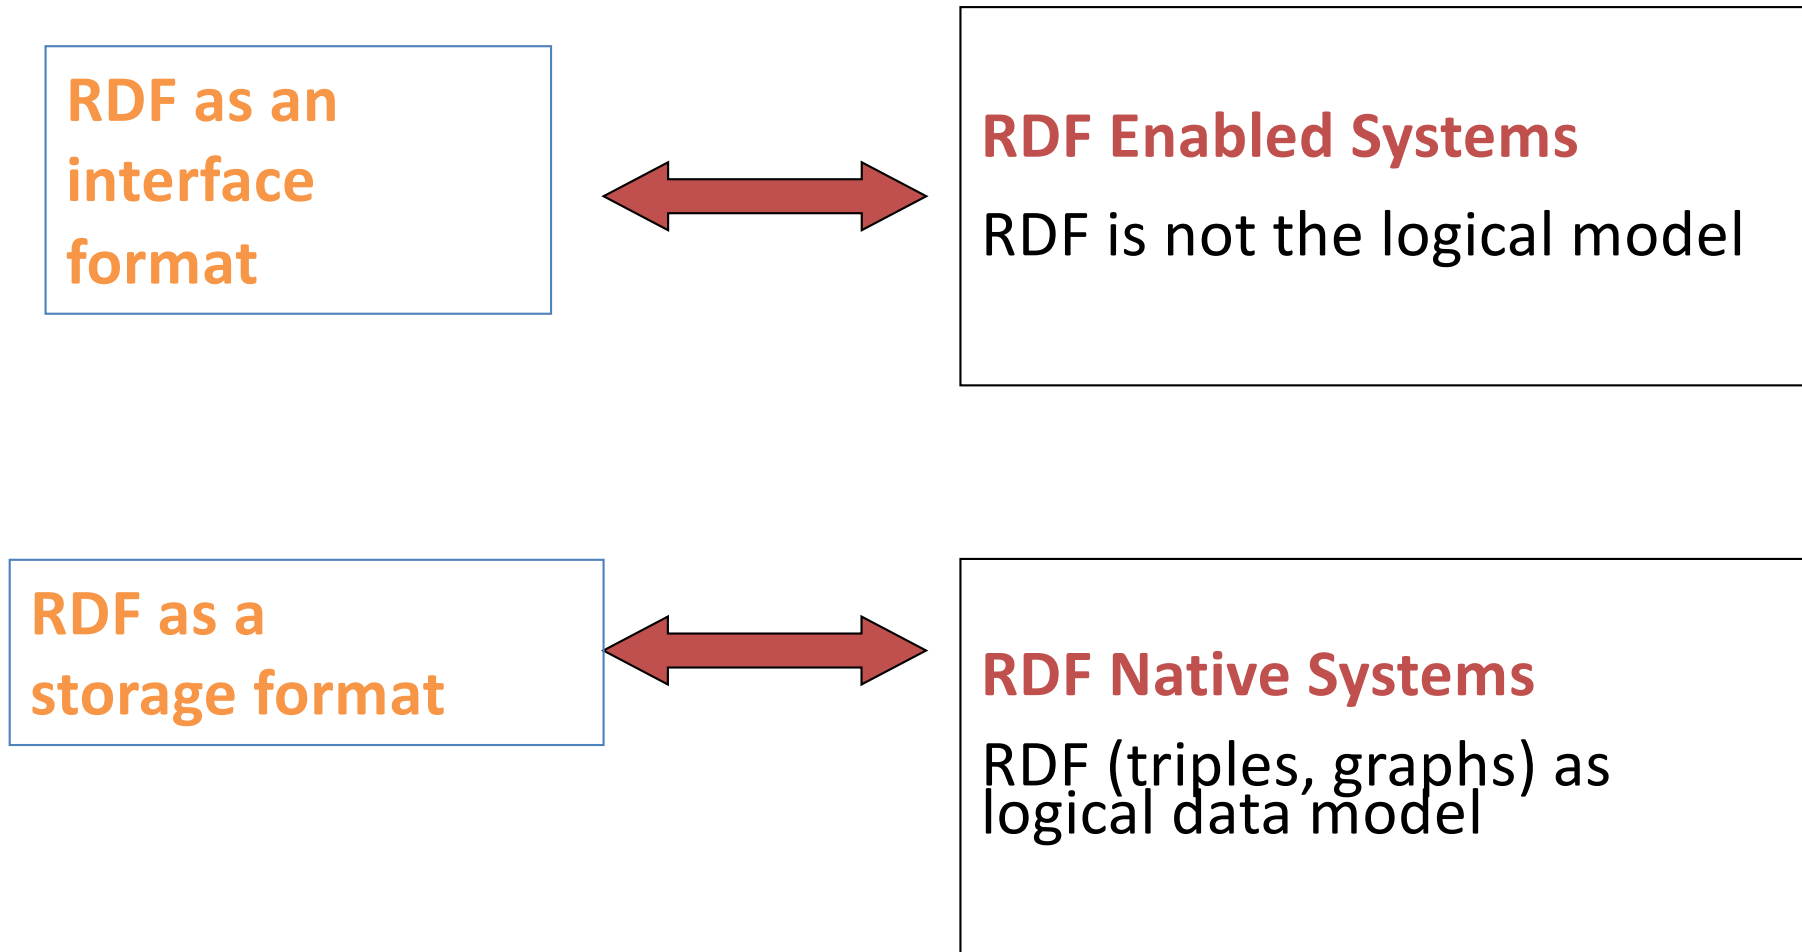 RDF as an
interface
format
RDF Enabled Systems
RDF is not the logical model
RDF as a
storage format
RDF Native Systems
RDF (triples, graphs) as
logical data model